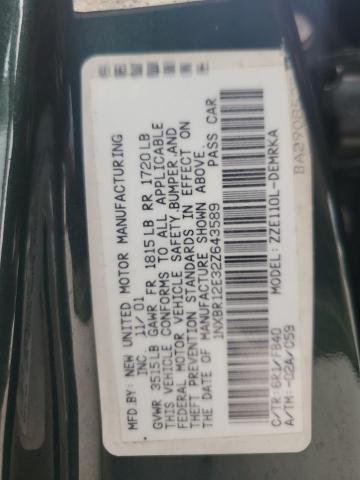 MFD.BY: NEW UNITED MOTOR MANUFACTURING
INC. 11/01
GVWR 3515LB GAWR FR 1815LB RR 1720LB
THIS VEHICLE CONFORMS TO ALL APPLICABLE
FEDERAL MOTOR VEHICLE SAFETY,BUMPER,AND
THEFT PREVENTION STANDARDS IN EFFECT ON
THE DATE OF MANUFACTURE SHOWN ABOVE.
1NXBR12E32Z643589 PASS CAR
C/TR:6R1/FB40 MODEL:ZZE110L-DEMRKA
A/TM:-02A/C59